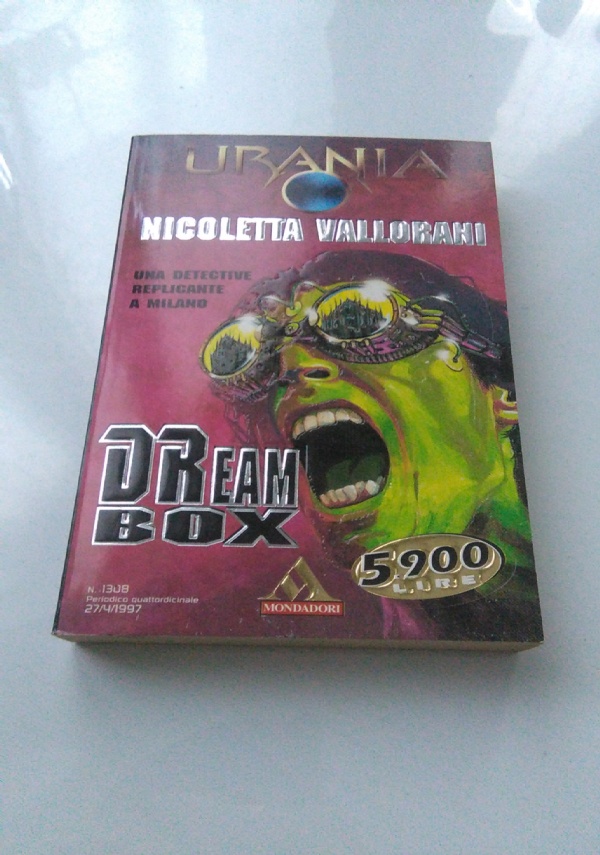 URANIA
NICOLETTA VALLORANI
UNA DETECTIVE
REPLICANTE
A MILANO
DREAM
BOX
5900
LIRE
N. 1308
Periodico quattordicinale
27/4/1997
MONDADORI